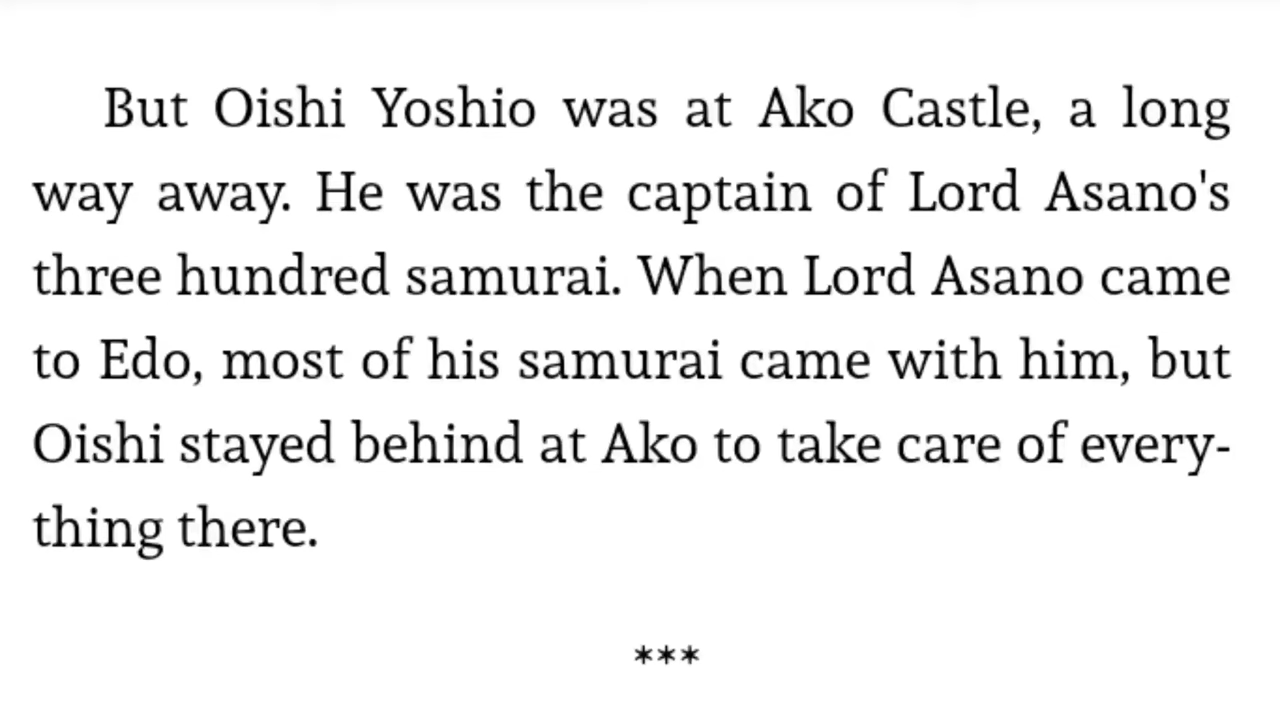 But Oishi Yoshio was at Ako Castle, a long
way away. He was the captain of Lord Asano's
three hundred samurai. When Lord Asano came
to Edo, most of his samurai came with him, but
Oishi stayed behind at Ako to take care of every-
thing there.
***